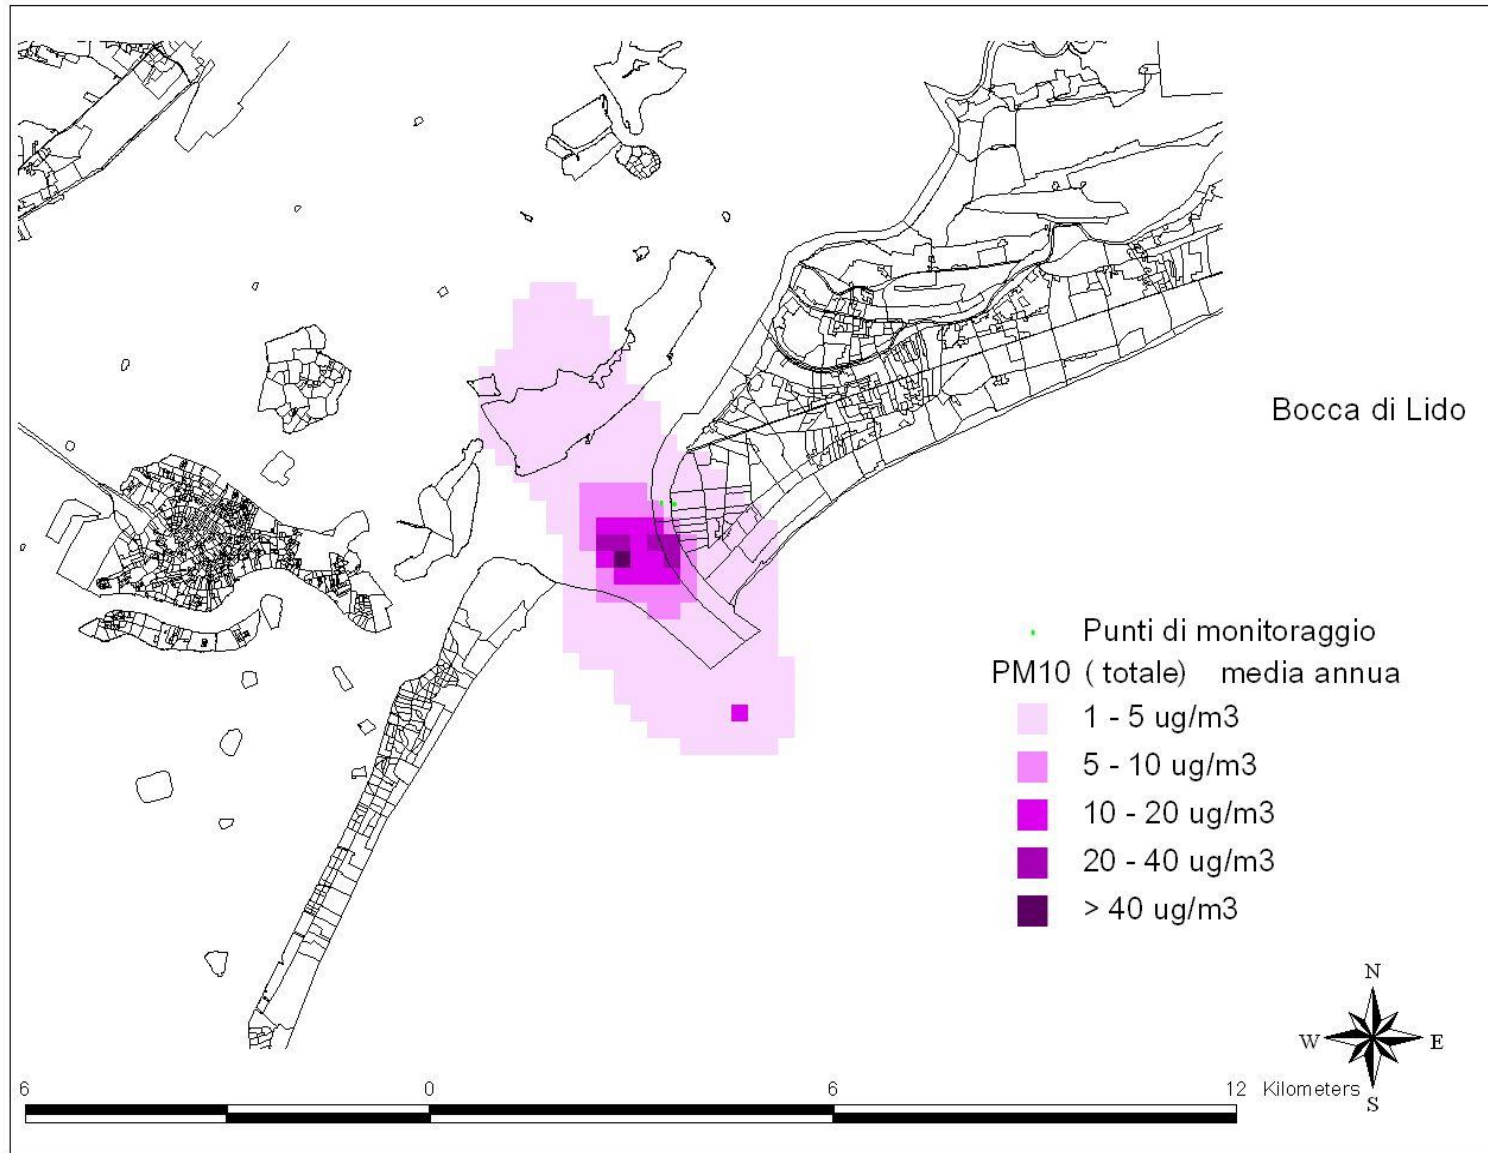 Bocca di Lido
Punti di monitoraggio
PM10 ( totale) media annua
1 - 5 ug/m3
5 - 10 ug/m3
10 - 20 ug/m3
20 - 40 ug/m3
> 40 ug/m3
N
W E
S
6 0 6 12 Kilometers